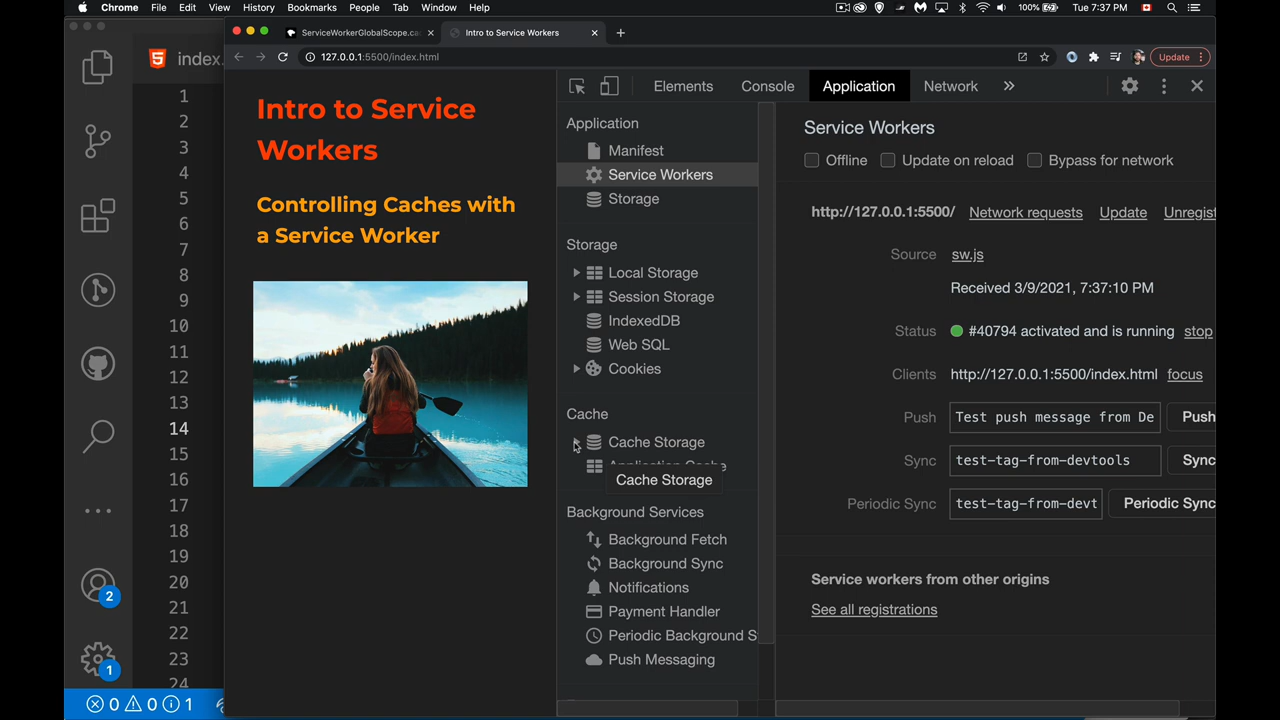 Chrome File Edit View History Bookmarks People Tab Window Help 100% Tue 7:37 PM
ServiceWorkerGlobalScope.ca
Intro to Service Workers
127.0.0.1:5500/index.html
Update
index.
1
2
3
4
5
6
7
8
9
10
11
12
13
14
15
16
17
18
19
20
21
22
23
24
2
1
0 0 1
Intro to Service
Workers
Controlling Caches with
a Service Worker
Elements Console Application Network
Application
Manifest
Service Workers
Storage
Storage
Local Storage
Session Storage
IndexedDB
Web SQL
Cookies
Cache
Cache Storage
Application Cache
Cache Storage
Background Services
Background Fetch
Background Sync
Notifications
Payment Handler
Periodic Background S
Push Messaging
Service Workers
Offline Update on reload Bypass for network
http://127.0.0.1:5500/ Network requests Update Unregist
Source sw.js
Received 3/9/2021, 7:37:10 PM
Status #40794 activated and is running stop
Clients http://127.0.0.1:5500/index.html focus
Push Test push message from De Push
Sync test-tag-from-devtools Sync
Periodic Sync test-tag-from-devt Periodic Sync
Service workers from other origins
See all registrations